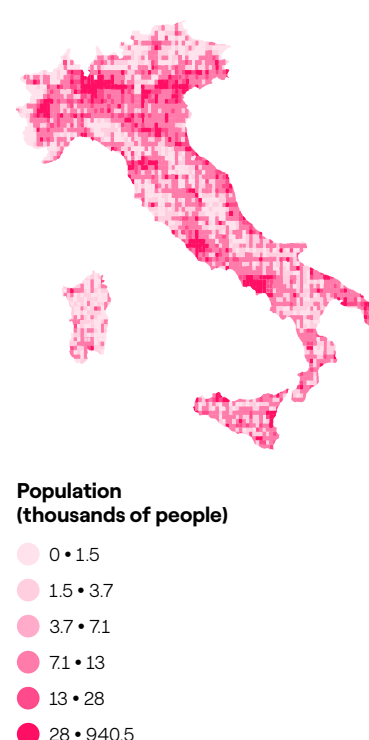 Population
(thousands of people)
0 • 1.5
1.5 • 3.7
3.7 • 7.1
7.1 • 13
13 • 28
28 • 940.5